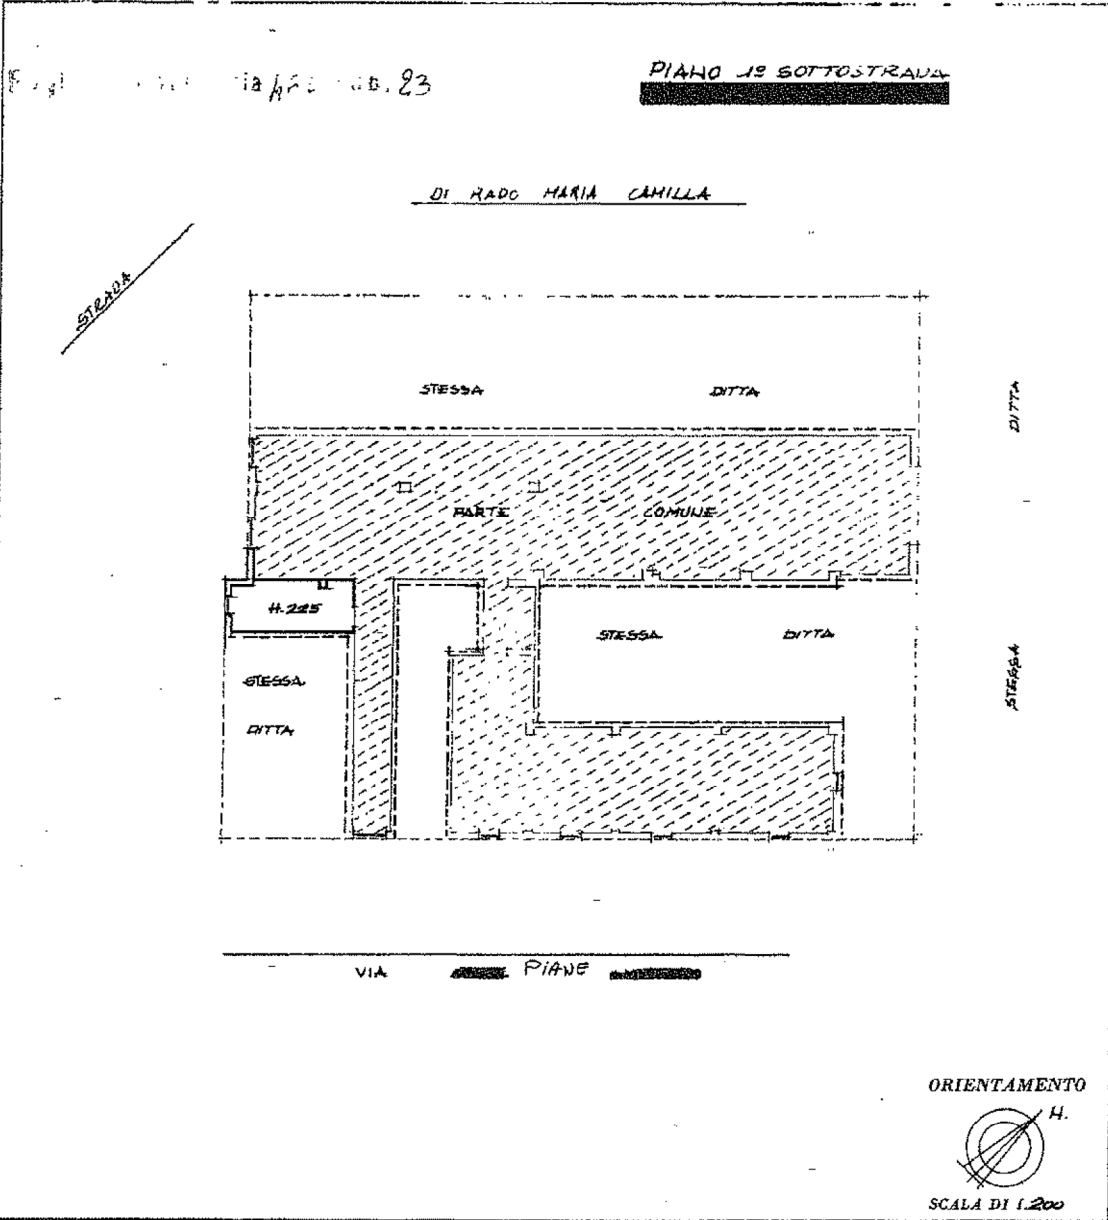 23
PIANO 1º SOTTOSTRADA
DI RADO MARIA CAMILLA
STRADA
STESSA DITTA
DITTA
PARTE COMUNE
H.225
STESSA DITTA
STESSA
STESSA
DITTA
VIA PIANE
ORIENTAMENTO
N.
SCALA DI 1.200